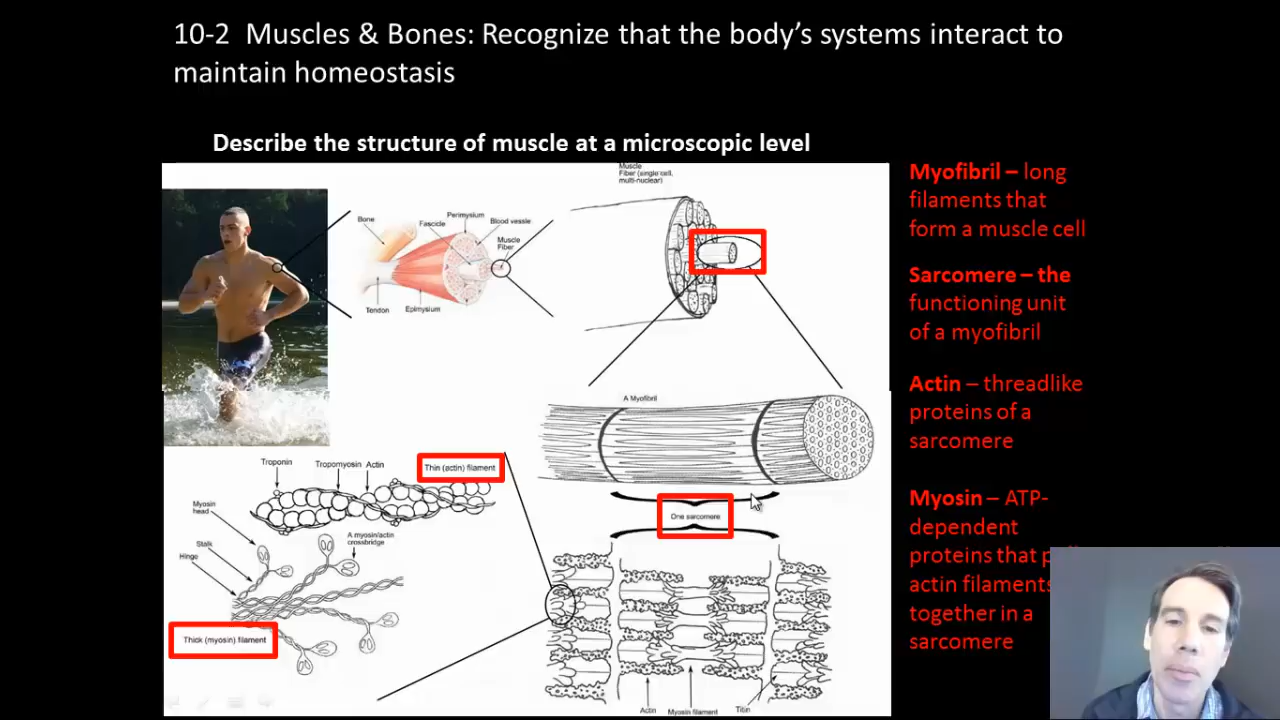 10-2 Muscles & Bones: Recognize that the body's systems interact to
maintain homeostasis
Describe the structure of muscle at a microscopic level
Muscle
Fiber (single cell,
multi-nuclear)
Bone
Fascicle
Perimysium
Blood vessle
Muscle
Fiber
Tendon
Epimysium
A Myofibril
One sarcomere
Troponin
Tropomyosin
Actin
Thin (actin) filament
Myosin
head
Stalk
Hinge
A myosin/actin
crossbridge
Thick (myosin) filament
Actin
Myosin filament
Titin
Myofibril – long
filaments that
form a muscle cell
Sarcomere – the
functioning unit
of a myofibril
Actin – threadlike
proteins of a
sarcomere
Myosin – ATP-
dependent
proteins that
actin filaments
together in a
sarcomere